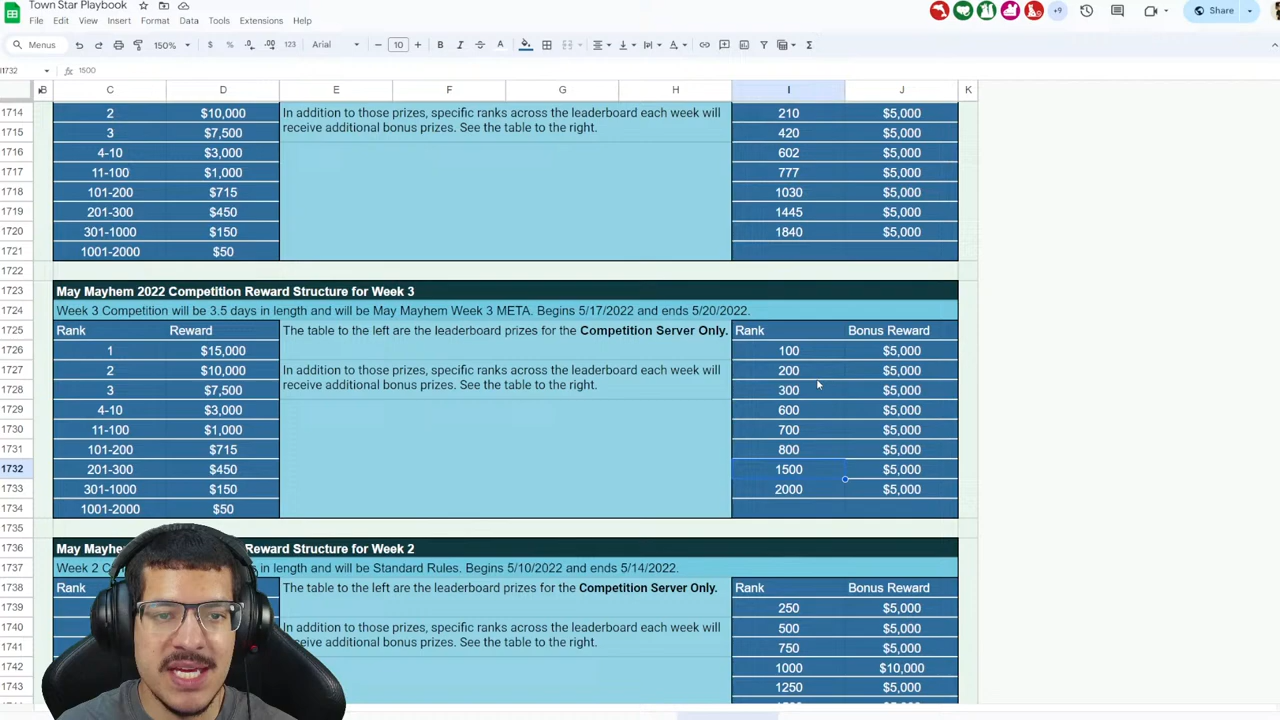 Town Star Playbook
File Edit View Insert Format Data Tools Extensions Help
+9
Share
Menus
150% $ % .0 .00 123 Arial 10 B I S A
I1732 1500
B C D E F G H I J K
1714 2 $10,000 In addition to those prizes, specific ranks across the leaderboard each week will 210 $5,000
1715 3 $7,500 receive additional bonus prizes. See the table to the right. 420 $5,000
1716 4-10 $3,000 602 $5,000
1717 11-100 $1,000 777 $5,000
1718 101-200 $715 1030 $5,000
1719 201-300 $450 1445 $5,000
1720 301-1000 $150 1840 $5,000
1721 1001-2000 $50
1722
1723 May Mayhem 2022 Competition Reward Structure for Week 3
1724 Week 3 Competition will be 3.5 days in length and will be May Mayhem Week 3 META. Begins 5/17/2022 and ends 5/20/2022.
1725 Rank Reward The table to the left are the leaderboard prizes for the Competition Server Only. Rank Bonus Reward
1726 1 $15,000 100 $5,000
1727 2 $10,000 In addition to those prizes, specific ranks across the leaderboard each week will 200 $5,000
1728 3 $7,500 receive additional bonus prizes. See the table to the right. 300 $5,000
1729 4-10 $3,000 600 $5,000
1730 11-100 $1,000 700 $5,000
1731 101-200 $715 800 $5,000
1732 201-300 $450 1500 $5,000
1733 301-1000 $150 2000 $5,000
1734 1001-2000 $50
1735
1736 May Mayhe Reward Structure for Week 2
1737 Week 2 C in length and will be Standard Rules. Begins 5/10/2022 and ends 5/14/2022.
1738 Rank The table to the left are the leaderboard prizes for the Competition Server Only. Rank Bonus Reward
1739 250 $5,000
1740 In addition to those prizes, specific ranks across the leaderboard each week will 500 $5,000
1741 receive additional bonus prizes. See the table to the right. 750 $5,000
1742 1000 $10,000
1743 1250 $5,000